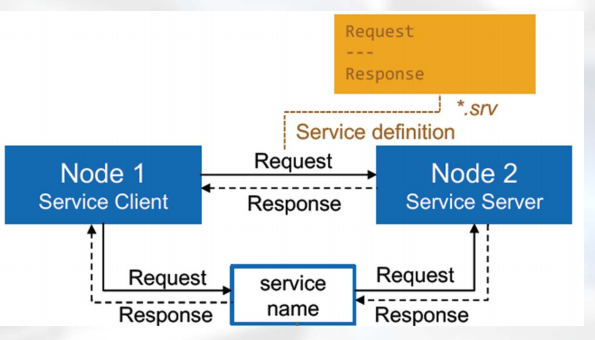 Request
---
Response
*.srv
Service definition
Node 1
Service Client
Request
Response
Node 2
Service Server
Request
Response
service
name
Request
Response